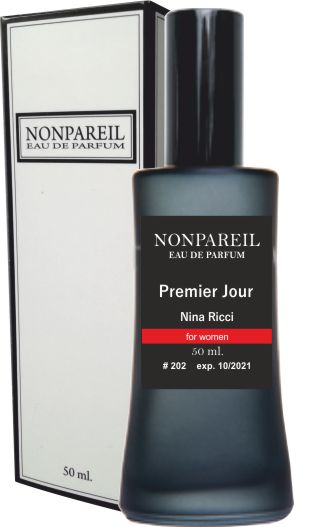 NONPAREIL
EAU DE PARFUM
50 ml.
NONPAREIL
EAU DE PARFUM
Premier Jour
Nina Ricci
for women
50 ml.
# 202 exp. 10/2021